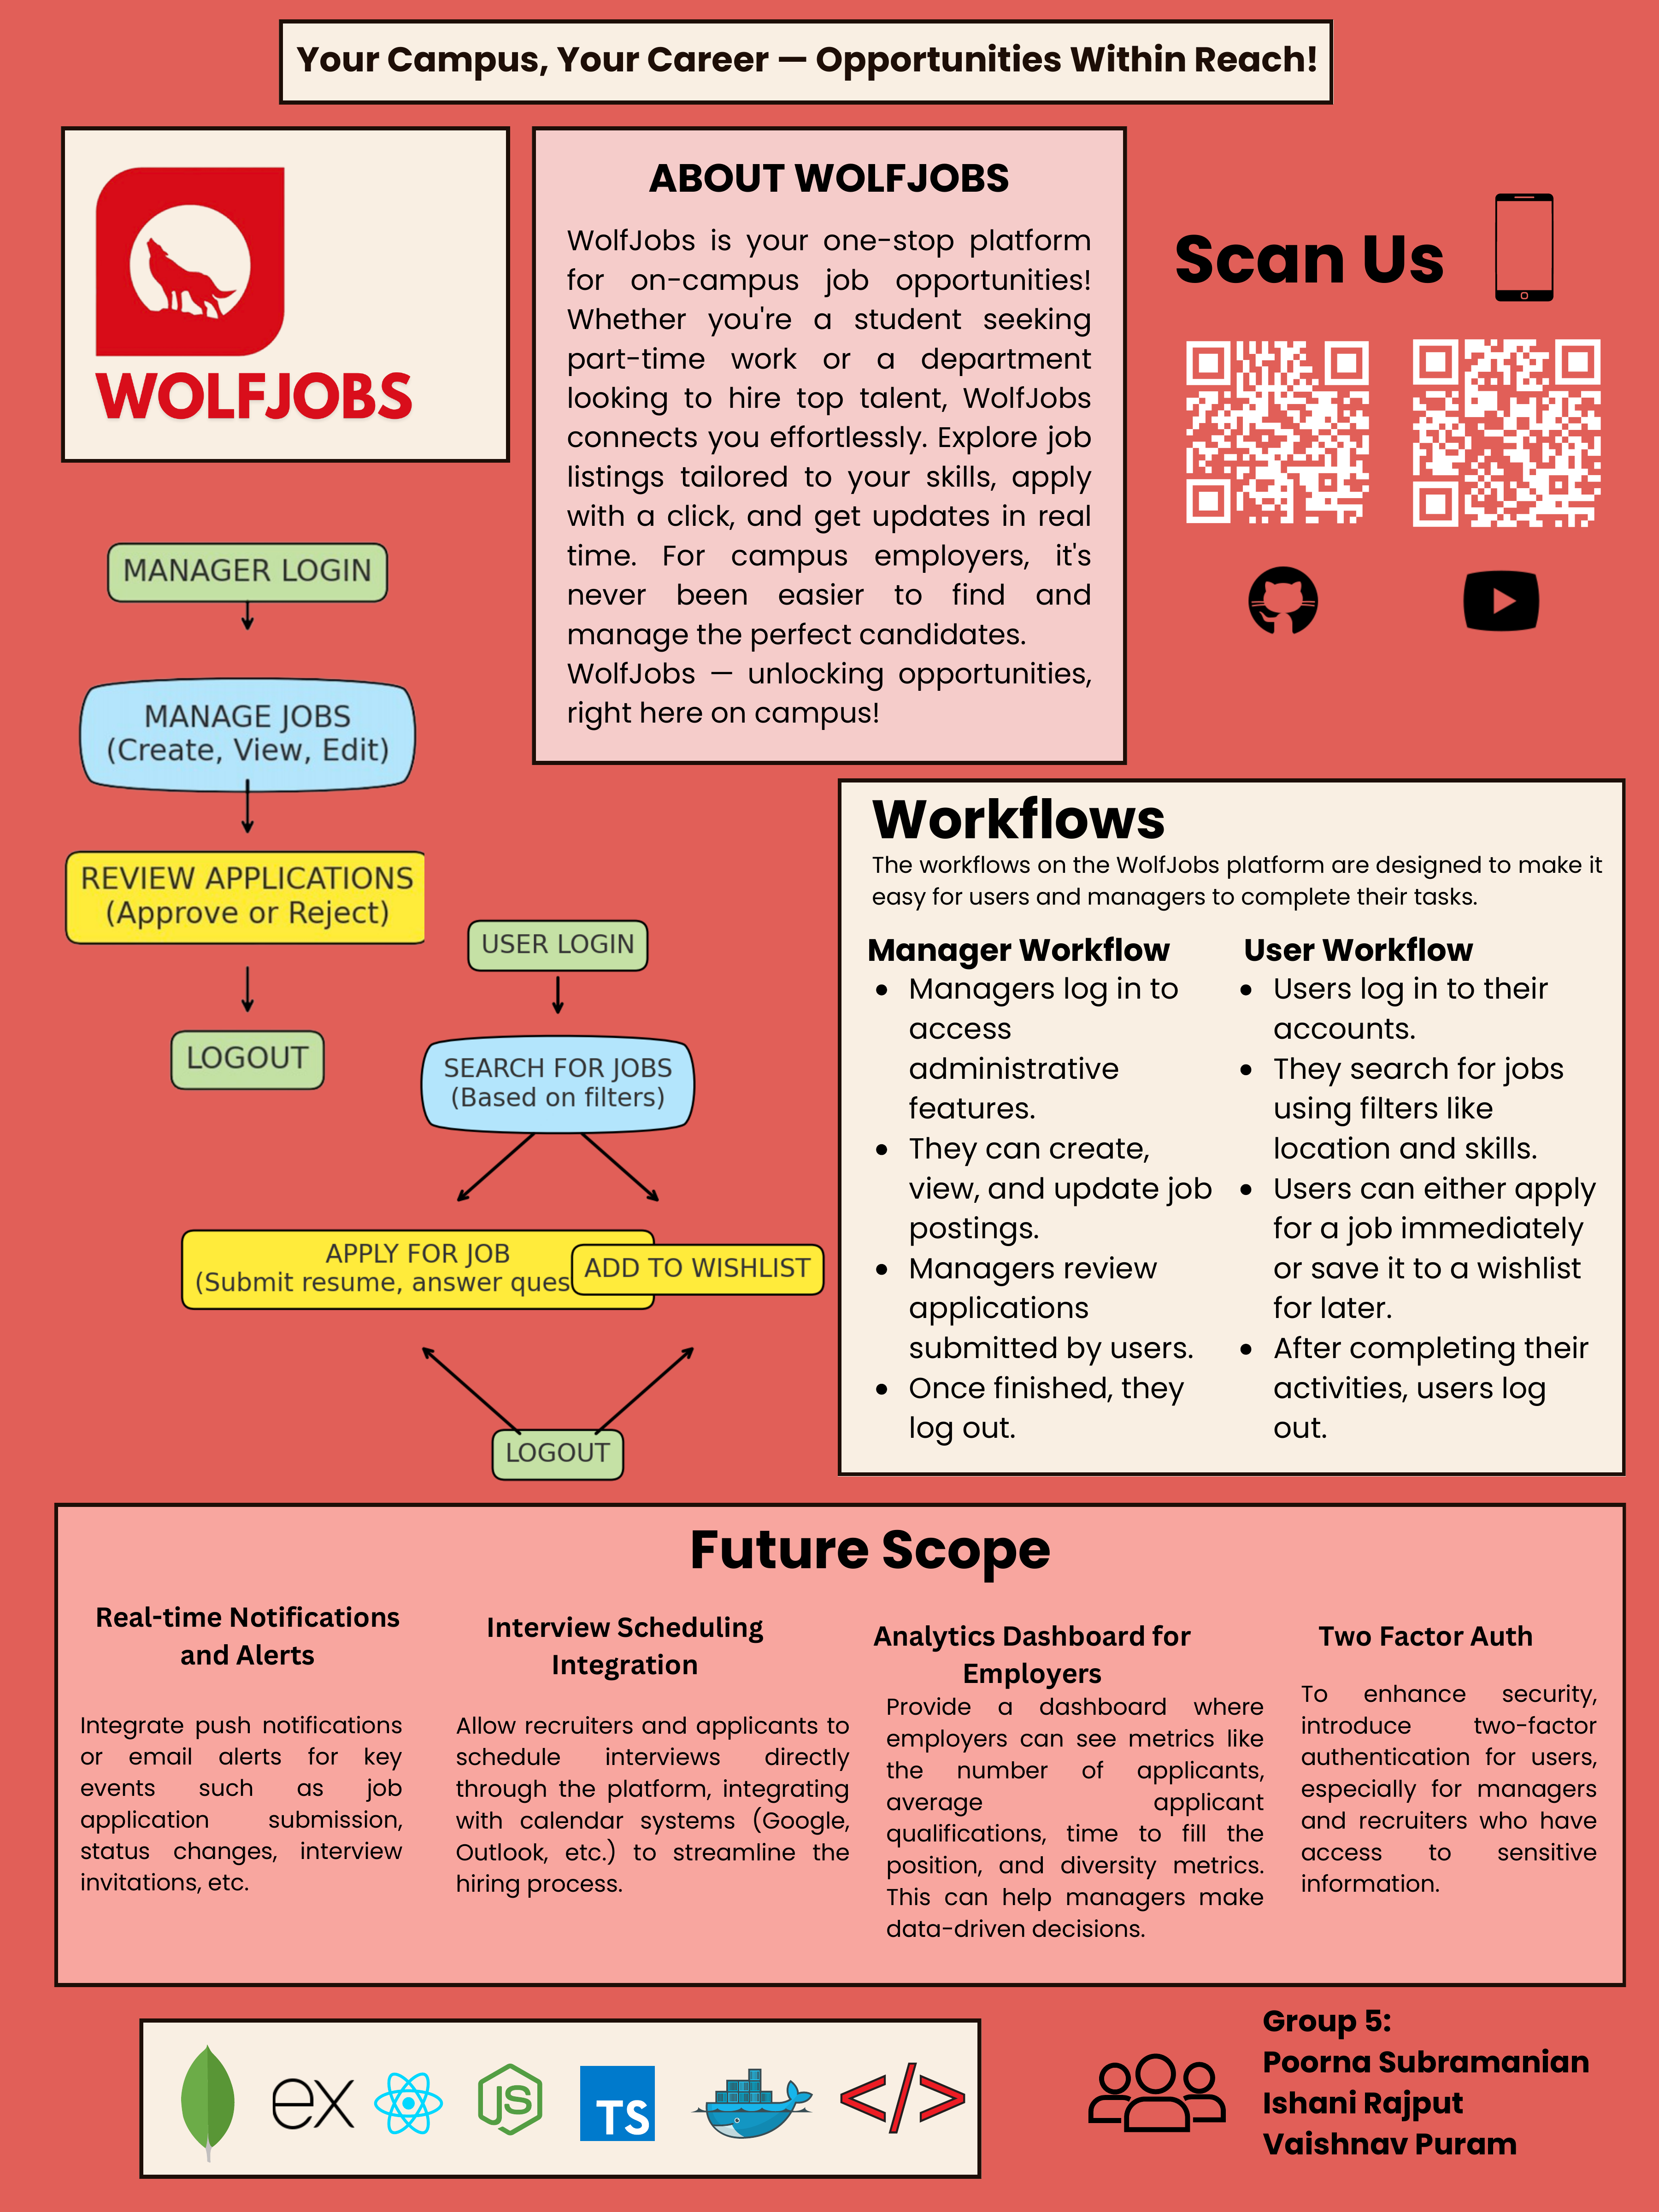 Your Campus, Your Career — Opportunities Within Reach!
WOLFJOBS
ABOUT WOLFJOBS
WolfJobs is your one-stop platform
for on-campus job opportunities!
Whether you're a student seeking
part-time work or a department
looking to hire top talent, WolfJobs
connects you effortlessly. Explore job
listings tailored to your skills, apply
with a click, and get updates in real
time. For campus employers, it's
never been easier to find and
manage the perfect candidates.
WolfJobs — unlocking opportunities,
right here on campus!
Scan Us
MANAGER LOGIN
MANAGE JOBS
(Create, View, Edit)
REVIEW APPLICATIONS
(Approve or Reject)
LOGOUT
USER LOGIN
SEARCH FOR JOBS
(Based on filters)
APPLY FOR JOB
(Submit resume, answer ques
ADD TO WISHLIST
LOGOUT
Workflows
The workflows on the WolfJobs platform are designed to make it
easy for users and managers to complete their tasks.
Manager Workflow
• Managers log in to
access
administrative
features.
• They can create,
view, and update job
postings.
• Managers review
applications
submitted by users.
• Once finished, they
log out.
User Workflow
• Users log in to their
accounts.
• They search for jobs
using filters like
location and skills.
• Users can either apply
for a job immediately
or save it to a wishlist
for later.
• After completing their
activities, users log
out.
Future Scope
Real-time Notifications
and Alerts
Integrate push notifications
or email alerts for key
events such as job
application submission,
status changes, interview
invitations, etc.
Interview Scheduling
Integration
Allow recruiters and applicants to
schedule interviews directly
through the platform, integrating
with calendar systems (Google,
Outlook, etc.) to streamline the
hiring process.
Analytics Dashboard for
Employers
Provide a dashboard where
employers can see metrics like
the number of applicants,
average applicant
qualifications, time to fill the
position, and diversity metrics.
This can help managers make
data-driven decisions.
Two Factor Auth
To enhance security,
introduce two-factor
authentication for users,
especially for managers
and recruiters who have
access to sensitive
information.
ex
JS
TS
</>
Group 5:
Poorna Subramanian
Ishani Rajput
Vaishnav Puram